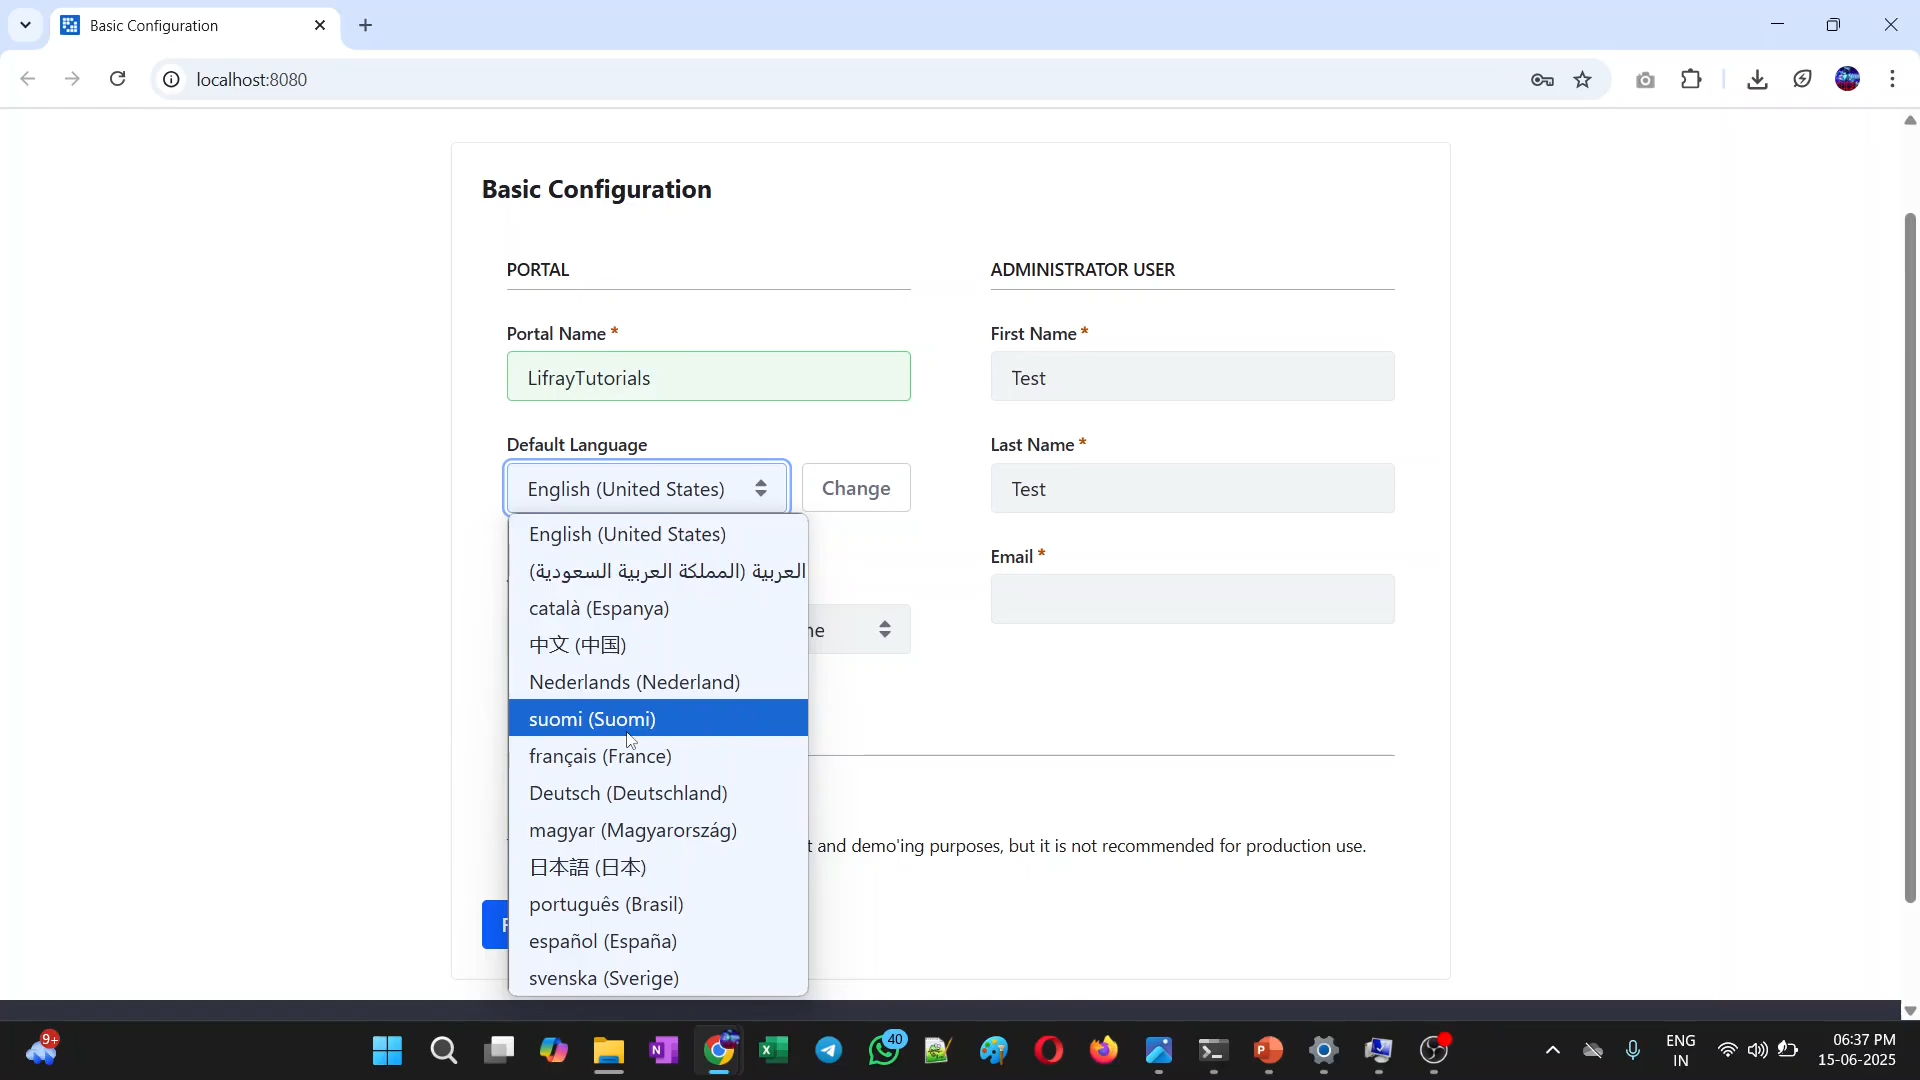 Basic Configuration
localhost:8080
Basic Configuration
PORTAL
ADMINISTRATOR USER
Portal Name *
First Name *
LifrayTutorials
Test
Default Language
Last Name *
English (United States)
Change
Test
English (United States)
العربية (المملكة العربية السعودية)
Email *
català (Espanya)
中文 (中国)
Nederlands (Nederland)
suomi (Suomi)
français (France)
Deutsch (Deutschland)
magyar (Magyarország)
and demo'ing purposes, but it is not recommended for production use.
日本語 (日本)
português (Brasil)
español (España)
svenska (Sverige)
9+
40
ENG
IN
06:37 PM
15-06-2025